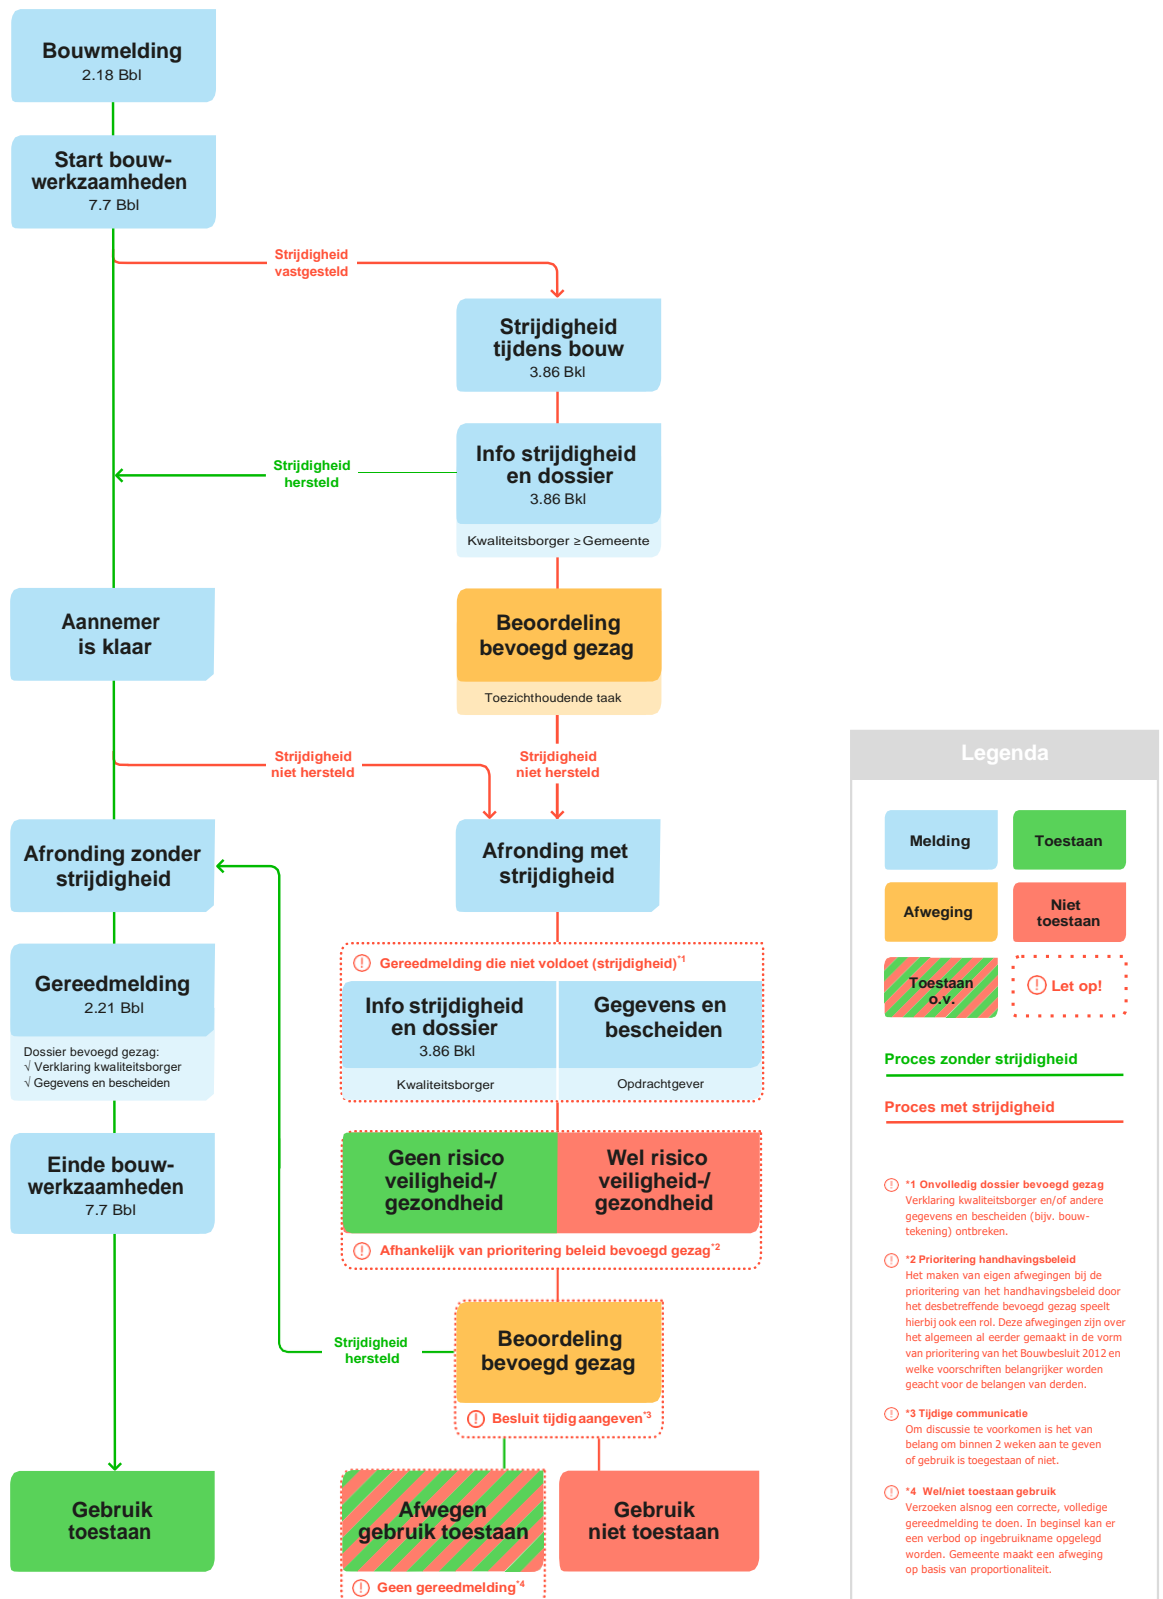 Bouwmelding
2.18 Bbl
Start bouw-
werkzaamheden
7.7 Bbl
Strijdigheid
vastgesteld
Strijdigheid
tijdens bouw
3.86 Bkl
Info strijdigheid
en dossier
3.86 Bkl
Kwaliteitsborger ≥ Gemeente
Strijdigheid
hersteld
Aannemer
is klaar
Beoordeling
bevoegd gezag
Toezichthoudende taak
Strijdigheid
niet hersteld
Strijdigheid
niet hersteld
Afronding zonder
strijdigheid
Afronding met
strijdigheid
Gereedmelding
2.21 Bbl
Dossier bevoegd gezag:
√ Verklaring kwaliteitsborger
√ Gegevens en bescheiden
Gereedmelding die niet voldoet (strijdigheid)*1
Info strijdigheid
en dossier
3.86 Bkl
Kwaliteitsborger
Gegevens en
bescheiden
Opdrachtgever
Einde bouw-
werkzaamheden
7.7 Bbl
Geen risico
veiligheid-/
gezondheid
Wel risico
veiligheid-/
gezondheid
Afhankelijk van prioritering beleid bevoegd gezag*2
Strijdigheid
hersteld
Beoordeling
bevoegd gezag
Besluit tijdig aangeven*3
Gebruik
toestaan
Afwegen
gebruik toestaan
Geen gereedmelding*4
Gebruik
niet toestaan
Legenda
Melding
Toestaan
Afweging
Niet
toestaan
Toestaan
o.v.
Let op!
Proces zonder strijdigheid
Proces met strijdigheid
*1 Onvolledig dossier bevoegd gezag
Verklaring kwaliteitsborger en/of andere
gegevens en bescheiden (bijv. bouw-
tekening) ontbreken.
*2 Prioritering handhavingsbeleid
Het maken van eigen afwegingen bij de
prioritering van het handhavingsbeleid door
het desbetreffende bevoegd gezag speelt
hierbij ook een rol. Deze afwegingen zijn over
het algemeen al eerder gemaakt in de vorm
van prioritering van het Bouwbesluit 2012 en
welke voorschriften belangrijker worden
geacht voor de belangen van derden.
*3 Tijdige communicatie
Om discussie te voorkomen is het van
belang om binnen 2 weken aan te geven
of gebruik is toegestaan of niet.
*4 Wel/niet toestaan gebruik
Verzoeken alsnog een correcte, volledige
gereedmelding te doen. In beginsel kan er
een verbod op ingebruikname opgelegd
worden. Gemeente maakt een afweging
op basis van proportionaliteit.